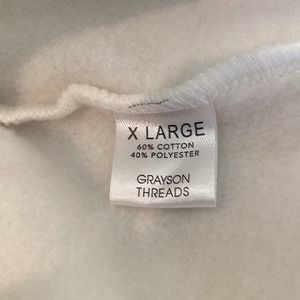 X LARGE
60% COTTON
40% POLYESTER
GRAYSON
THREADS